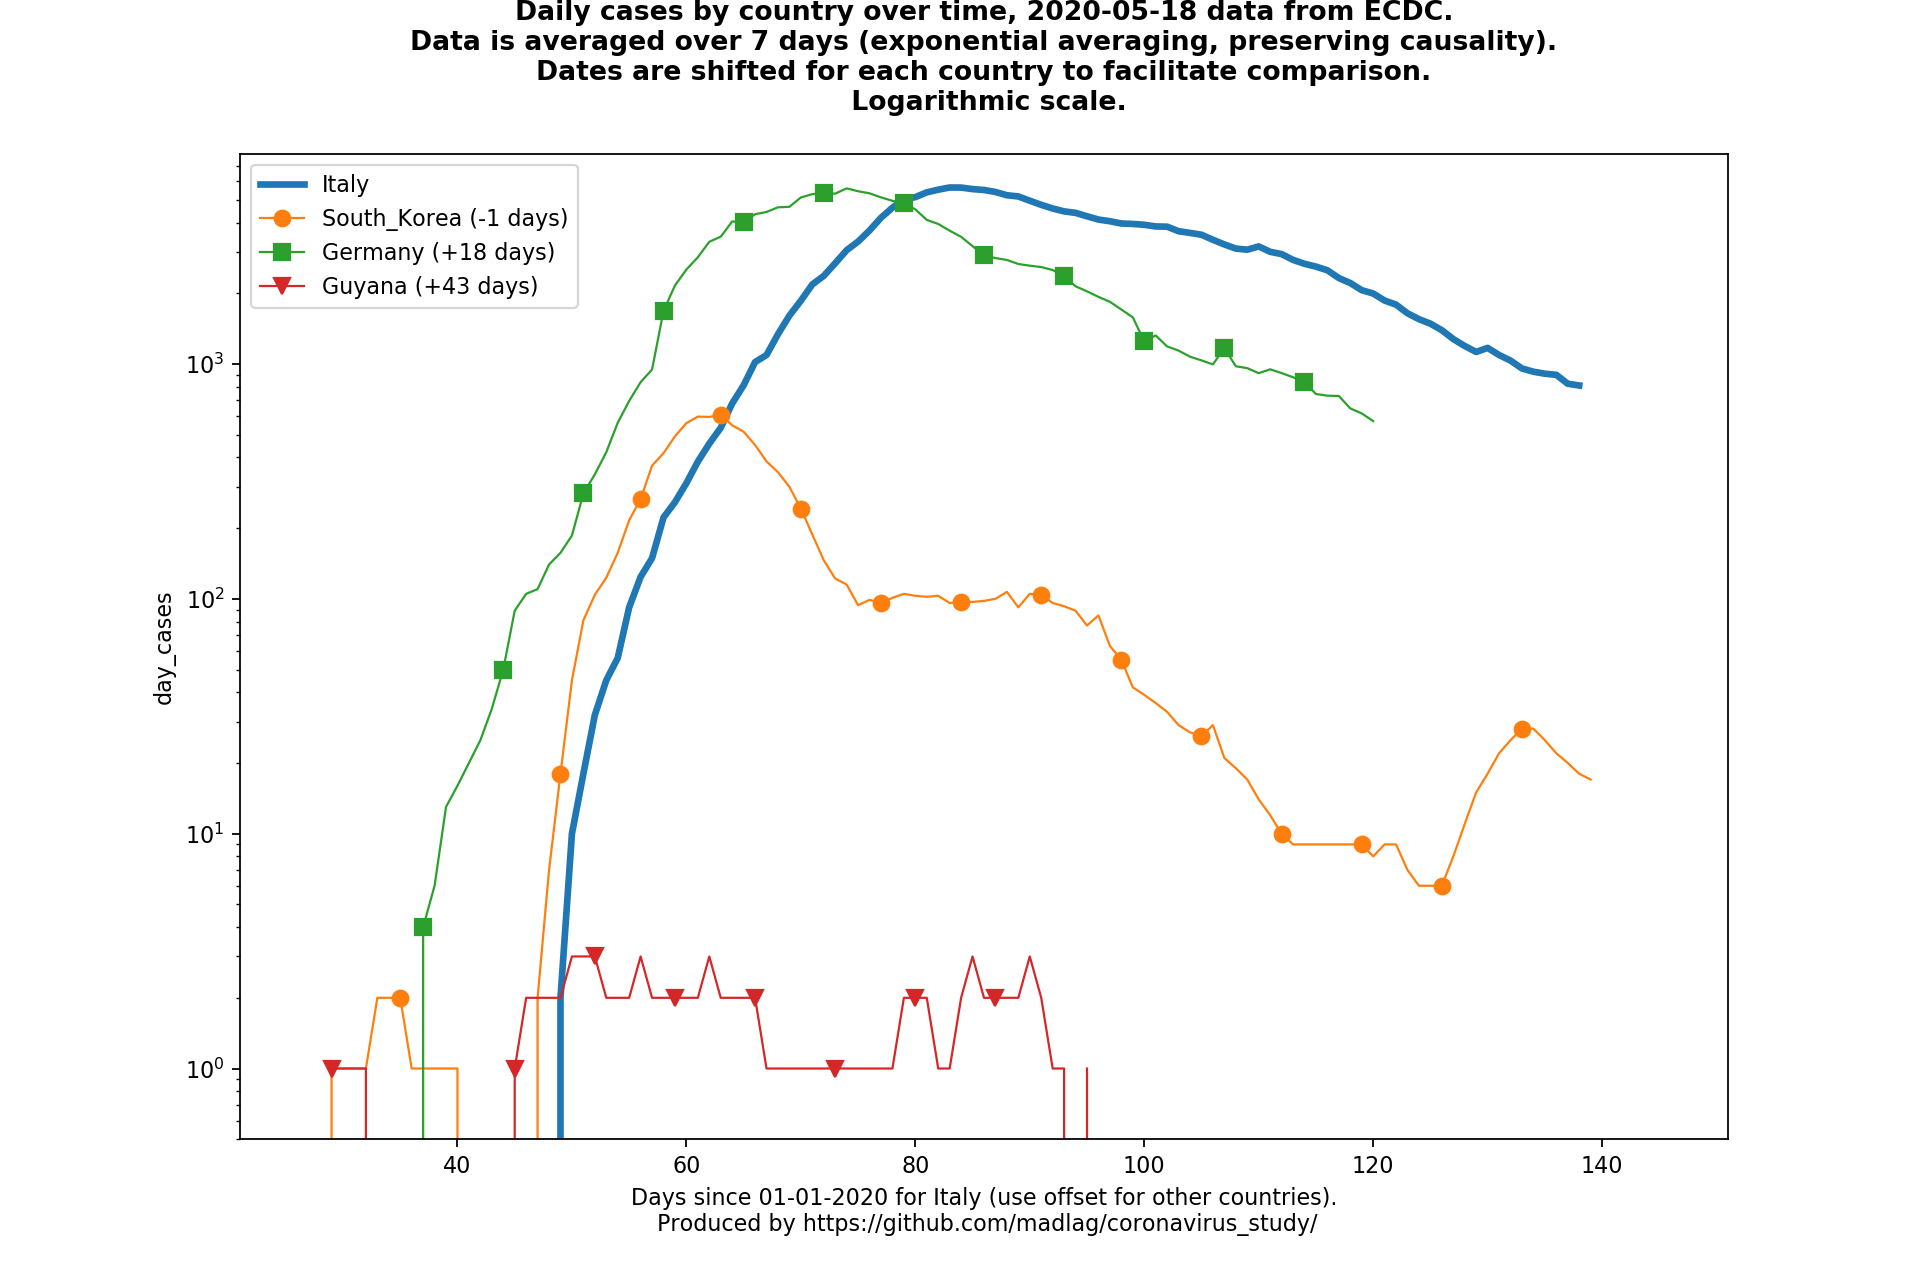 Daily cases by country over time, 2020-05-18 data from ECDC.
Data is averaged over 7 days (exponential averaging, preserving causality).
Dates are shifted for each country to facilitate comparison.
Logarithmic scale.
Italy
South_Korea (-1 days)
Germany (+18 days)
Guyana (+43 days)
day_cases
10³
10²
10¹
10⁰
40 60 80 100 120 140
Days since 01-01-2020 for Italy (use offset for other countries).
Produced by https://github.com/madlag/coronavirus_study/